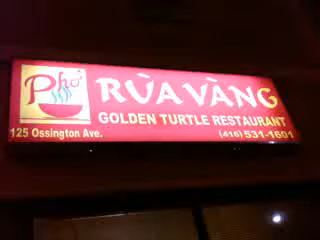 Phở
RÙA VÀNG
GOLDEN TURTLE RESTAURANT
125 Ossington Ave.
(416) 531-1601